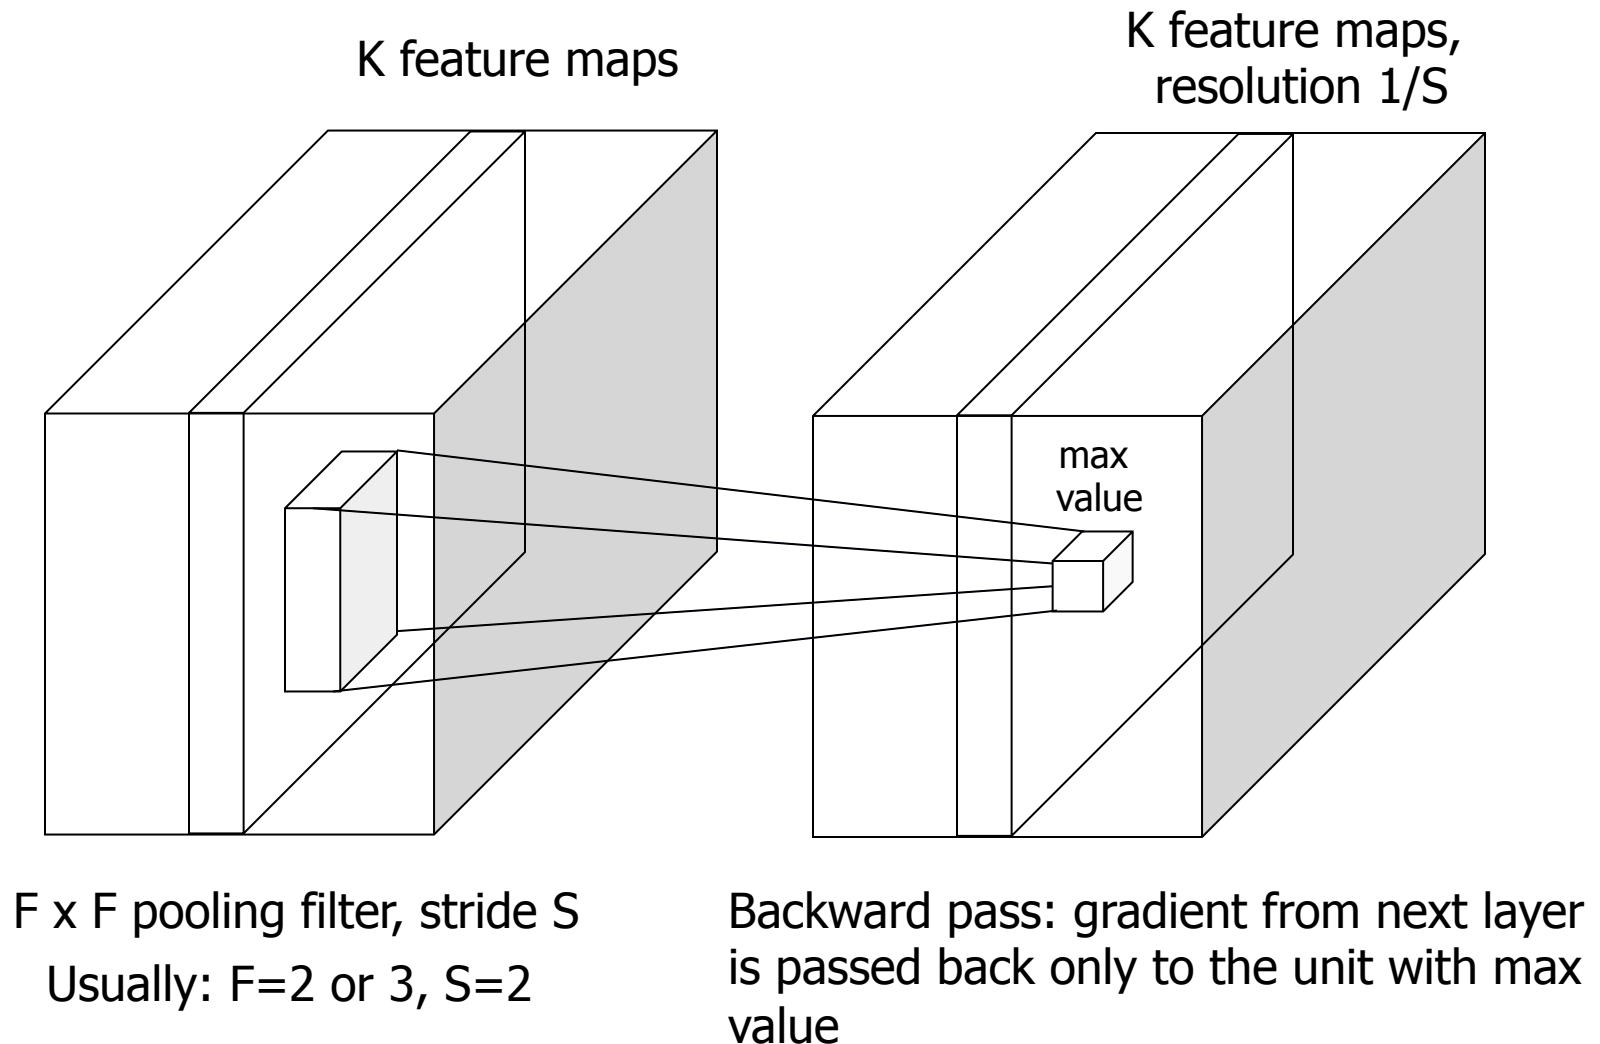 K feature maps
K feature maps,
resolution 1/S
max
value
F x F pooling filter, stride S
Usually: F=2 or 3, S=2
Backward pass: gradient from next layer
is passed back only to the unit with max
value